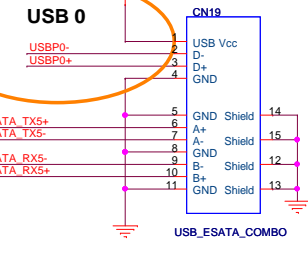 USB 0
CN19
1
USB Vcc
USBP0-
2
D-
USBP0+
3
D+
4
GND
5
GND Shield
14
ATA_TX5+
6
A+
ATA_TX5-
7
A-
Shield
15
8
GND
ATA_RX5-
9
B-
Shield
12
ATA_RX5+
10
B+
11
GND Shield
13
USB_ESATA_COMBO